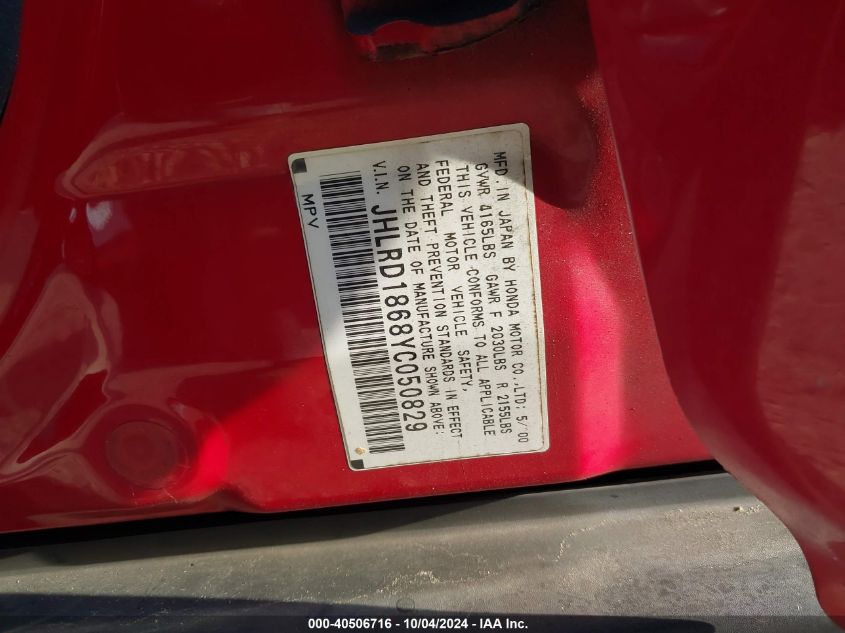 MFD. IN JAPAN BY HONDA MOTOR CO.,LTD; 5/00
GVWR 4165LBS GAWR F 2030LBS R 2155LBS
THIS VEHICLE CONFORMS TO ALL APPLICABLE
FEDERAL MOTOR VEHICLE SAFETY,
AND THEFT PREVENTION STANDARDS IN EFFECT
ON THE DATE OF MANUFACTURE SHOWN ABOVE:
V.I.N. JHLRD1868YC050829
MPV
000-40506716 - 10/04/2024 - IAA Inc.